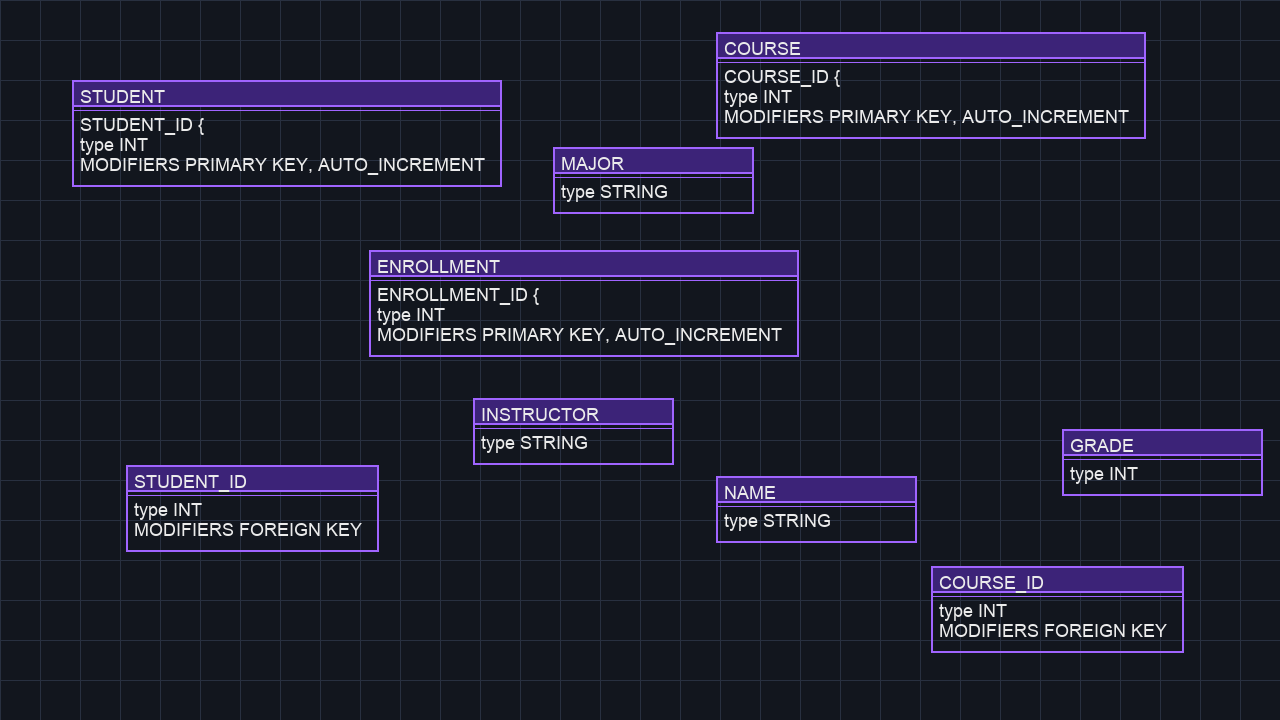 COURSE
COURSE_ID {
type INT
MODIFIERS PRIMARY KEY, AUTO_INCREMENT
STUDENT
STUDENT_ID {
type INT
MODIFIERS PRIMARY KEY, AUTO_INCREMENT
MAJOR
type STRING
ENROLLMENT
ENROLLMENT_ID {
type INT
MODIFIERS PRIMARY KEY, AUTO_INCREMENT
INSTRUCTOR
type STRING
GRADE
type INT
STUDENT_ID
type INT
MODIFIERS FOREIGN KEY
NAME
type STRING
COURSE_ID
type INT
MODIFIERS FOREIGN KEY